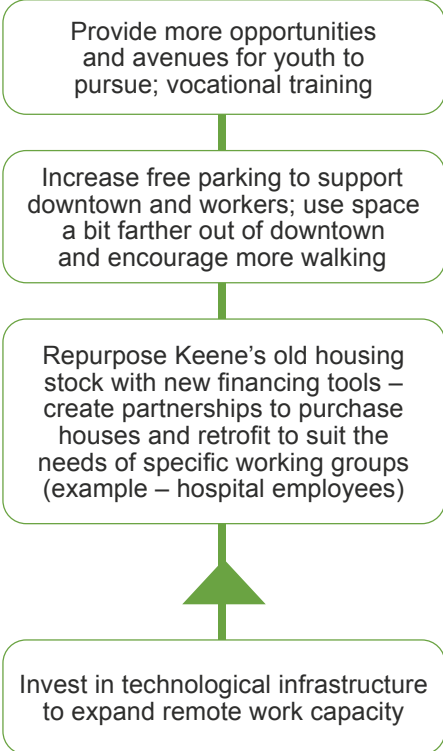 Provide more opportunities
and avenues for youth to
pursue; vocational training
Increase free parking to support
downtown and workers; use space
a bit farther out of downtown
and encourage more walking
Repurpose Keene’s old housing
stock with new financing tools –
create partnerships to purchase
houses and retrofit to suit the
needs of specific working groups
(example – hospital employees)
Invest in technological infrastructure
to expand remote work capacity